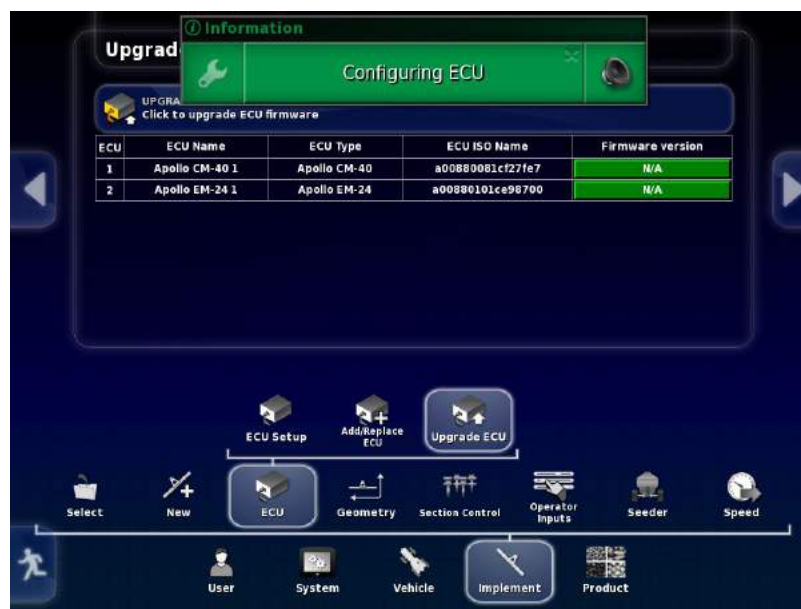 Information
Upgrad
Configuring ECU
UPGRA
Click to upgrade ECU firmware
ECU ECU Name ECU Type ECU ISO Name Firmware version
1 Apollo CM-40 1 Apollo CM-40 a00880081cf27fe7 N/A
2 Apollo EM-24 1 Apollo EM-24 a00880101ce98700 N/A
ECU Setup
Add/Replace
ECU
Upgrade ECU
Select
New
ECU
Geometry
Section Control
Operator
Inputs
Seeder
Speed
User
System
Vehicle
Implement
Product